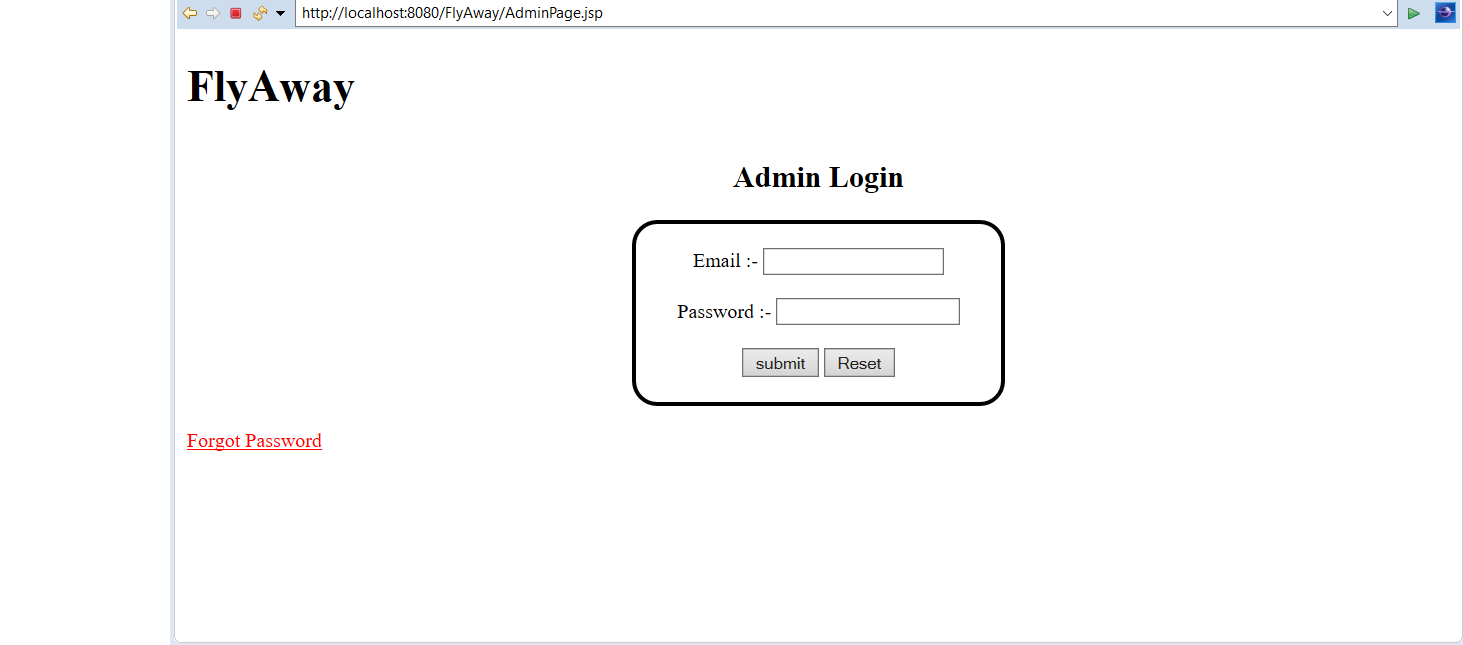 http://localhost:8080/FlyAway/AdminPage.jsp
FlyAway
Admin Login
Email :-
Password :-
submit Reset
Forgot Password